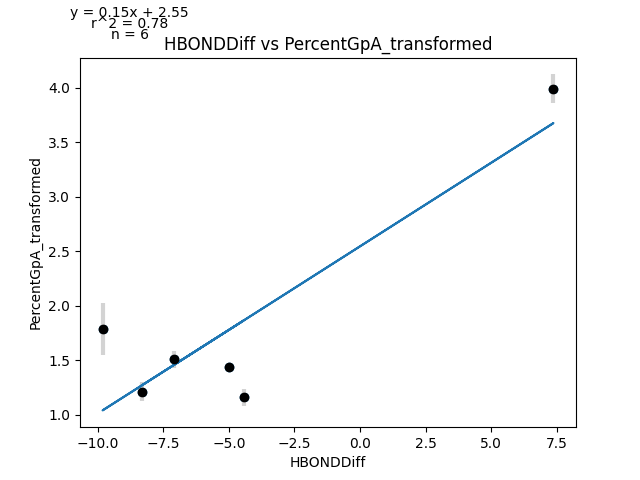 y = 0.15x + 2.55
r^2 = 0.78
n = 6
HBONDDiff vs PercentGpA_transformed
PercentGpA_transformed
4.0
3.5
3.0
2.5
2.0
1.5
1.0
−10.0 −7.5 −5.0 −2.5 0.0 2.5 5.0 7.5
HBONDDiff